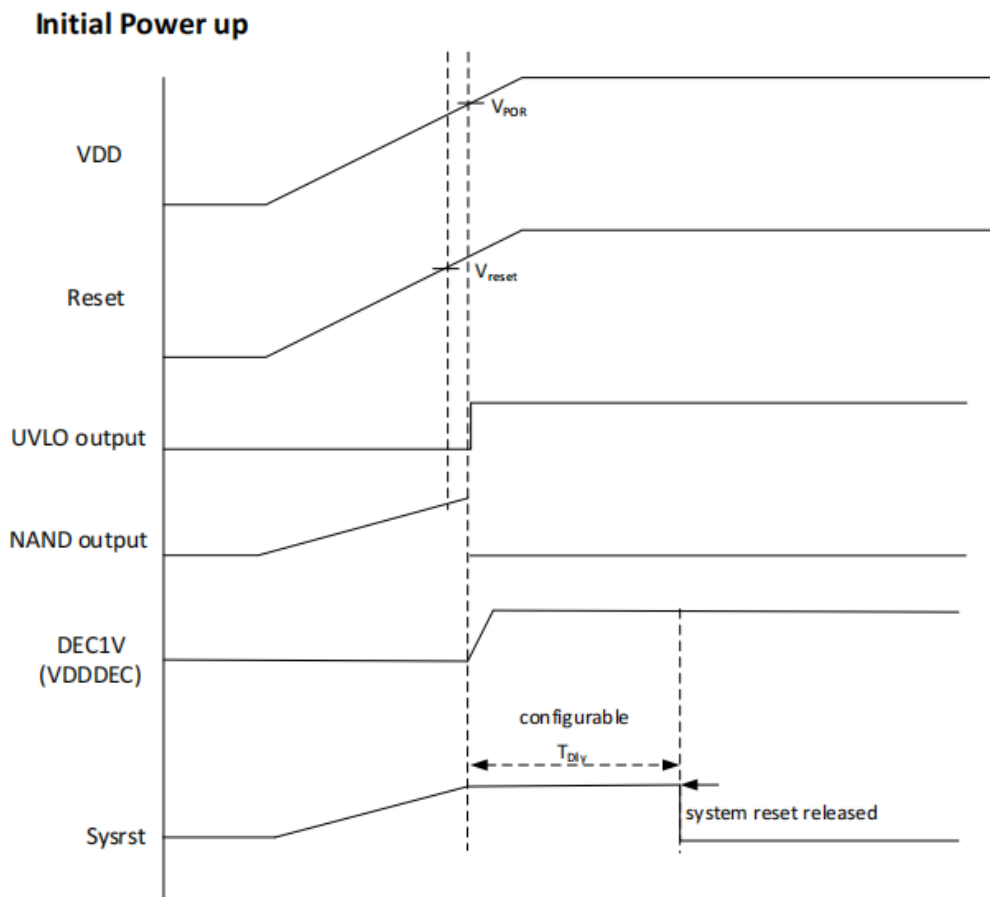 Initial Power up
VPOR
VDD
Vreset
Reset
UVLO output
NAND output
DEC1V
(VDDDEC)
configurable
TDly
system reset released
Sysrst